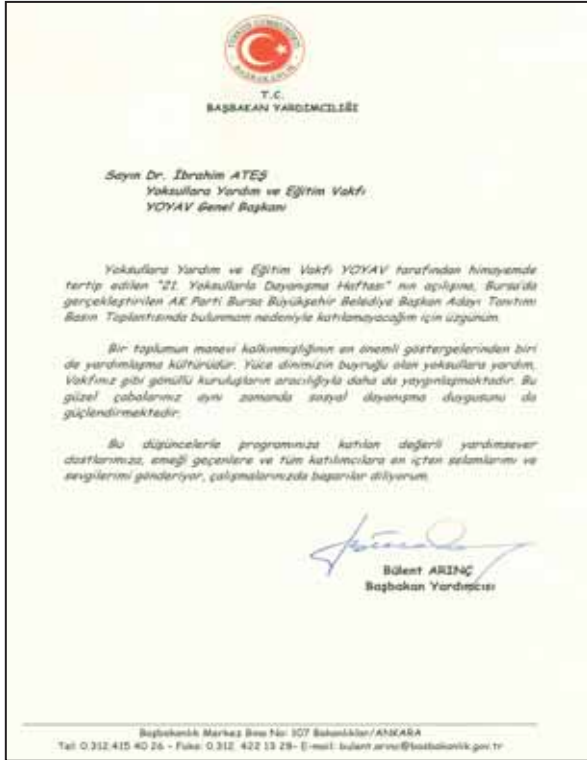 TÜRKİYE CUMHURİYETİ
BAŞBAKANLIK
T.C.
BAŞBAKAN YARDIMCILIĞI
Sayın Dr. İbrahim ATEŞ
Yoksullara Yardım ve Eğitim Vakfı
YOYAV Genel Başkanı
Yoksullara Yardım ve Eğitim Vakfı YOYAV tarafından himayemde
tertip edilen "21. Yoksullarla Dayanışma Haftası" nın açılışına, Bursa'da
gerçekleştirilen AK Parti Bursa Büyükşehir Belediye Başkan Adayı Tanıtım
Basın Toplantısında bulunmam nedeniyle katılamayacağım için üzgünüm.
Bir toplumun manevi kalkınmışlığının en önemli göstergelerinden biri
de yardımlaşma kültürüdür. Yüce dinimizin buyruğu olan yoksullara yardım,
Vakfımız gibi gönüllü kuruluşların aracılığıyla daha da yaygınlaşmaktadır. Bu
güzel çabalarınız aynı zamanda sosyal dayanışma duygusunu da
güçlendirmektedir.
Bu düşüncelerle programınıza katılan değerli yardımsever
dostlarımıza, emeği geçenlere ve tüm katılımcılara en içten selamlarımı ve
sevgilerimi gönderiyor, çalışmalarınızda başarılar diliyorum.
Bülent ARINÇ
Başbakan Yardımcısı
Başbakanlık Merkez Bina No: 107 Bakanlıklar/ANKARA
Tel: 0.312.415 40 26 - Faks: 0.312. 422 13 29- E-mail: bulent.arinc@basbakanlik.gov.tr